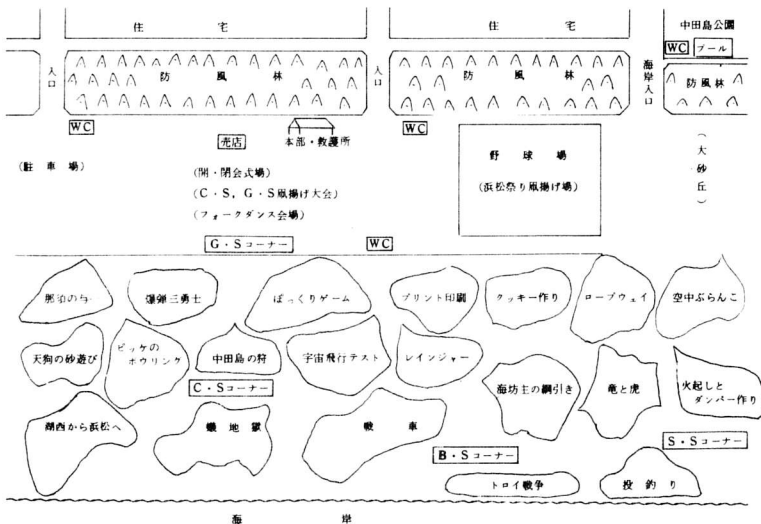 住宅
住宅
中田島公園
WC
プール
入口
防風林
入口
防風林
海岸入口
防風林
WC
売店
本部・救護所
WC
(駐車場)
(開・閉会式場)
(C・S,G・S凧揚げ大会)
(フォークダンス会場)
野球場
(浜松祭り凧揚げ場)
(大砂丘)
G・Sコーナー
WC
爆弾三勇士
ぽっくりゲーム
プリント印刷
クッキー作り
ロープウェイ
空中ぶらんこ
天狗の砂遊び
ビッケの
ボウリング
中田島の狩
宇宙飛行テスト
レインジャー
海坊主の綱引き
竜と虎
火起しと
ダンパー作り
C・Sコーナー
湖西から浜松へ
蟻地獄
戦車
B・Sコーナー
S・Sコーナー
トロイ戦争
投釣り
海岸